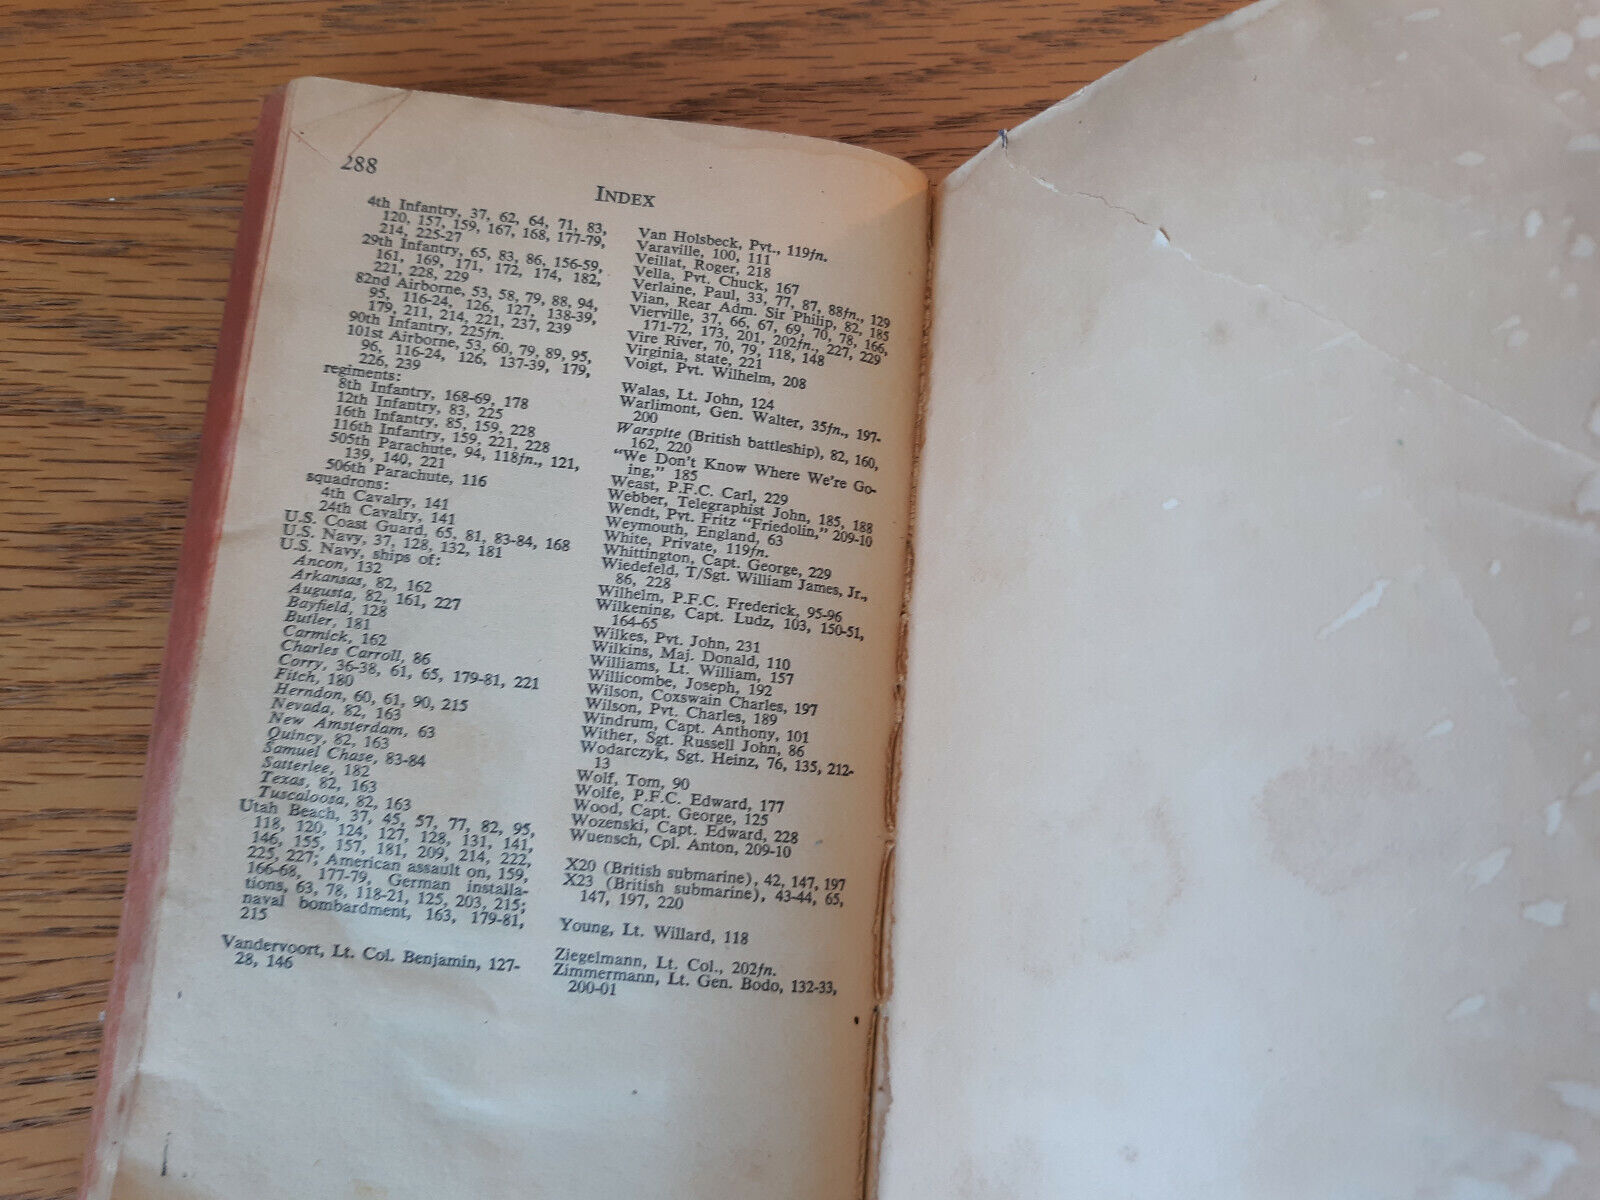 288
INDEX
4th Infantry, 37, 62, 64, 71, 83,
120, 157, 159, 167, 168, 177-79,
214, 225-27
29th Infantry, 65, 83, 86, 156-59,
161, 169, 171, 172, 174, 182,
221, 228, 229
82nd Airborne, 53, 58, 79, 88, 94,
95, 116-24, 126, 127, 138-39,
179, 211, 214, 221, 237, 239
90th Infantry, 225fn.
101st Airborne, 53, 60, 79, 89, 95,
96, 116-24, 126, 137-39, 179,
226, 239
regiments:
8th Infantry, 168-69, 178
12th Infantry, 83, 225
16th Infantry, 85, 159, 228
116th Infantry, 159, 221, 228
505th Parachute, 94, 118fn., 121,
139, 140, 221
506th Parachute, 116
squadrons:
4th Cavalry, 141
24th Cavalry, 141
U.S. Coast Guard, 65, 81, 83-84, 168
U.S. Navy, 37, 128, 132, 181
U.S. Navy, ships of:
Ancon, 132
Arkansas, 82, 162
Augusta, 82, 161, 227
Bayfield, 128
Butler, 181
Carmick, 162
Charles Carroll, 86
Corry, 36-38, 61, 65, 179-81, 221
Fitch, 180
Herndon, 60, 61, 90, 215
Nevada, 82, 163
New Amsterdam, 63
Quincy, 82, 163
Samuel Chase, 83-84
Satterlee, 182
Texas, 82, 163
Tuscaloosa, 82, 163
Utah Beach, 37, 45, 57, 77, 82, 95,
118, 120, 124, 127, 128, 131, 141,
146, 155, 157, 181, 209, 214, 222,
225, 227; American assault on, 159,
166-68, 177-79, German installa-
tions, 63, 78, 118-21, 125, 203, 215;
naval bombardment, 163, 179-81,
215
Vandervoort, Lt. Col. Benjamin, 127-
28, 146
Van Holsbeck, Pvt., 119fn.
Varaville, 100, 111
Veillat, Roger, 218
Vella, Pvt. Chuck, 167
Verlaine, Paul, 33, 77, 87, 88fn., 129
Vian, Rear Adm. Sir Philip, 82, 185
Vierville, 37, 66, 67, 69, 70, 78, 166,
171-72, 173, 201, 202fn., 227, 229
Vire River, 70, 79, 118, 148
Virginia, state, 221
Voigt, Pvt. Wilhelm, 208
Walas, Lt. John, 124
Warlimont, Gen. Walter, 35fn., 197-
200
Warspite (British battleship), 82, 160,
162, 220
"We Don't Know Where We're Go-
ing," 185
Weast, P.F.C. Carl, 229
Webber, Telegraphist John, 185, 188
Wendt, Pvt. Fritz "Friedolin," 209-10
Weymouth, England, 63
White, Private, 119fn.
Whittington, Capt. George, 229
Wiedefeld, T/Sgt. William James, Jr.,
86, 228
Wilhelm, P.F.C. Frederick, 95-96
Wilkening, Capt. Ludz, 103, 150-51,
164-65
Wilkes, Pvt. John, 231
Wilkins, Maj. Donald, 110
Williams, Lt. William, 157
Willicombe, Joseph, 192
Wilson, Coxswain Charles, 197
Wilson, Pvt. Charles, 189
Windrum, Capt. Anthony, 101
Wither, Sgt. Russell John, 86
Wodarczyk, Sgt. Heinz, 76, 135, 212-
13
Wolf, Tom, 90
Wolfe, P.F.C. Edward, 177
Wood, Capt. George, 125
Wozenski, Capt. Edward, 228
Wuensch, Cpl. Anton, 209-10
X20 (British submarine), 42, 147, 197
X23 (British submarine), 43-44, 65,
147, 197, 220
Young, Lt. Willard, 118
Ziegelmann, Lt. Col., 202fn.
Zimmermann, Lt. Gen. Bodo, 132-33,
200-01